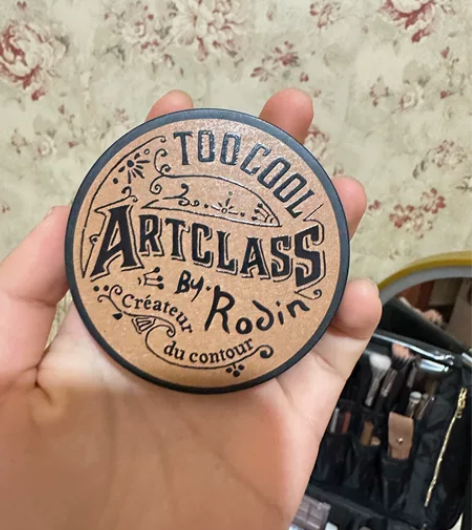 TOOCOOL
ARTCLASS
By Rodin
Créateur
du contour